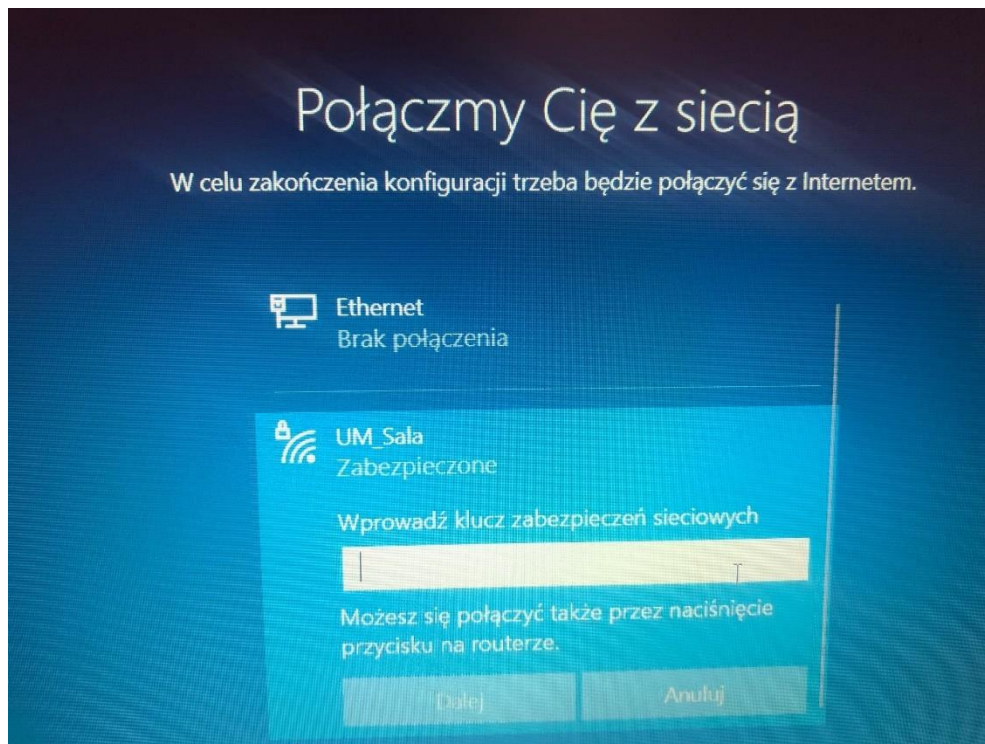 Połączmy Cię z siecią
W celu zakończenia konfiguracji trzeba będzie połączyć się z Internetem.
Ethernet
Brak połączenia
UM_Sala
Zabezpieczone
Wprowadź klucz zabezpieczeń sieciowych
Możesz się połączyć także przez naciśnięcie
przycisku na routerze.
Dalej
Anuluj